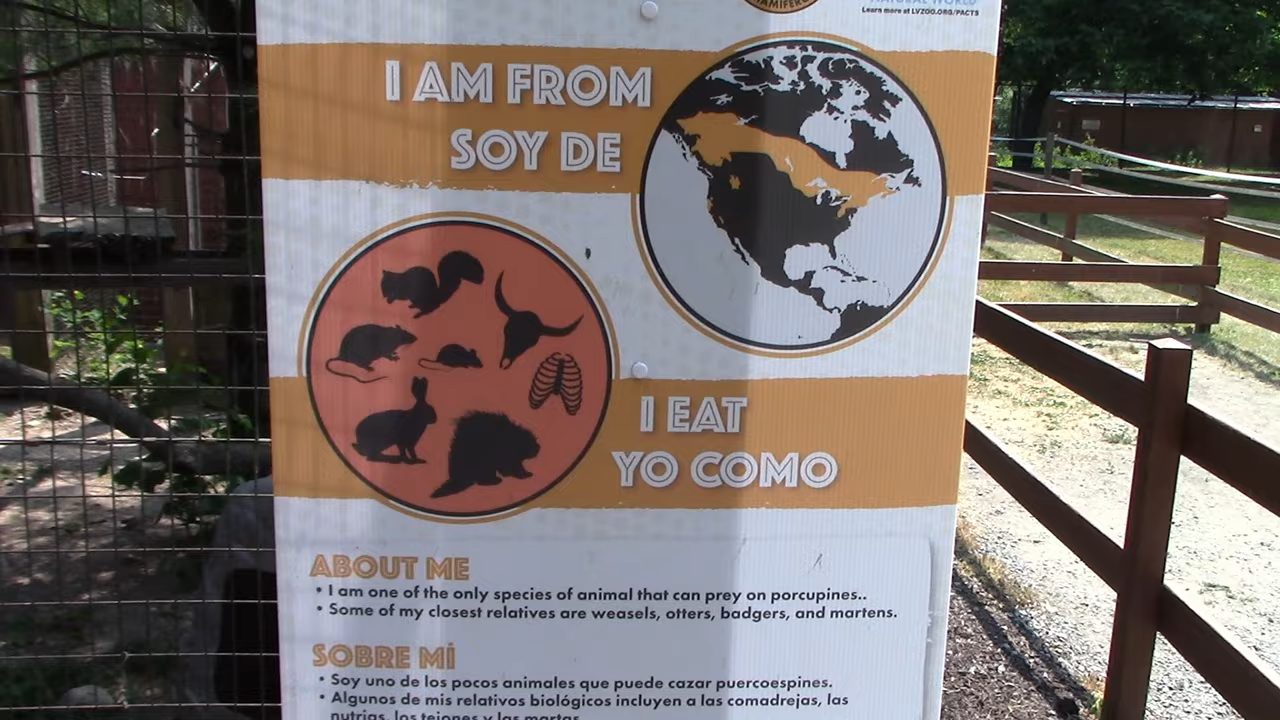 NATURAL WORLD
Learn more at LVZOO.ORG/PACTS
I AM FROM
SOY DE
I EAT
YO COMO
ABOUT ME
• I am one of the only species of animal that can prey on porcupines..
• Some of my closest relatives are weasels, otters, badgers, and martens.
SOBRE MÍ
• Soy uno de los pocos animales que puede cazar puercoespines.
• Algunos de mis relativos biológicos incluyen a las comadrejas, las
nutrias, los tejones y las martas.